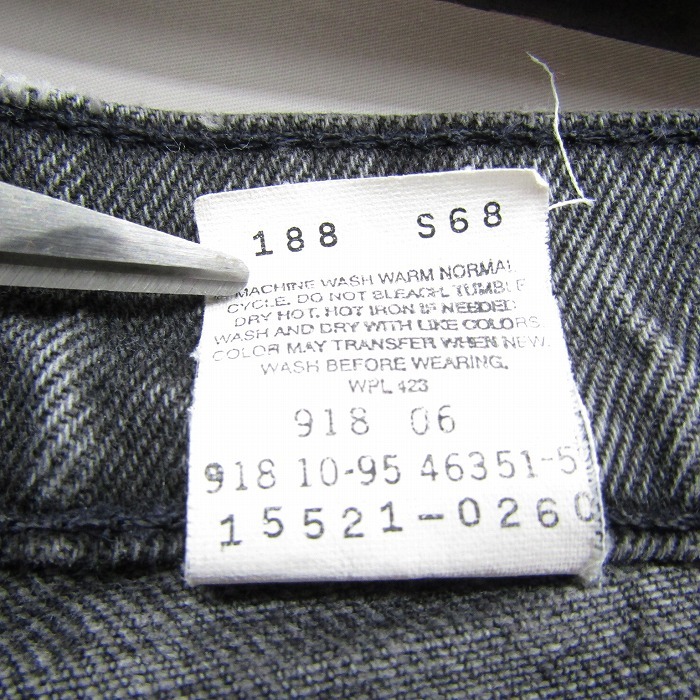 188 S68
MACHINE WASH WARM NORMAL
CYCLE. DO NOT BLEACH. TUMBLE
DRY HOT. HOT IRON IF NEEDED
WASH AND DRY WITH LIKE COLORS.
COLOR MAY TRANSFER WHEN NEW.
WASH BEFORE WEARING.
WPL 423
918 06
918 10-95 46351-5
15521-0260